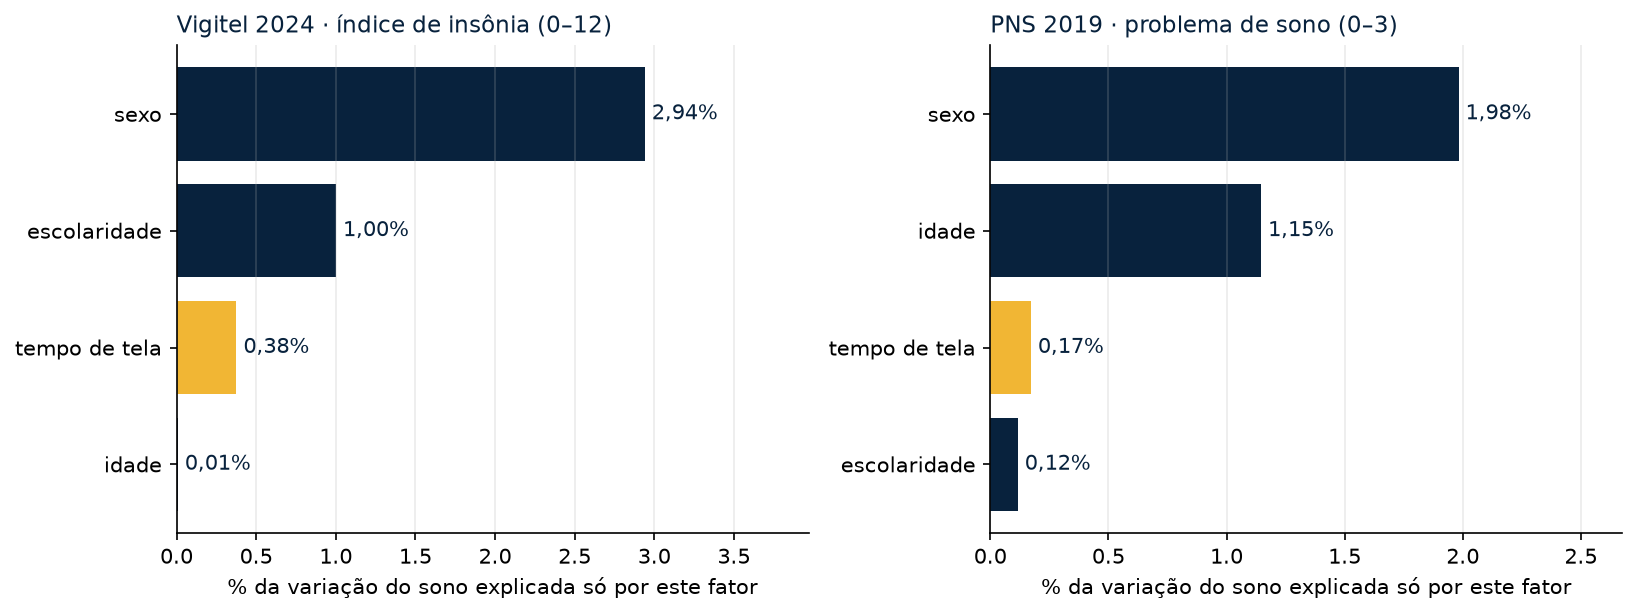 Vigitel 2024 · índice de insônia (0–12)
sexo
2,94%
escolaridade
1,00%
tempo de tela
0,38%
idade
0,01%
0.0 0.5 1.0 1.5 2.0 2.5 3.0 3.5
% da variação do sono explicada só por este fator
PNS 2019 · problema de sono (0–3)
sexo
1,98%
idade
1,15%
tempo de tela
0,17%
escolaridade
0,12%
0.0 0.5 1.0 1.5 2.0 2.5
% da variação do sono explicada só por este fator